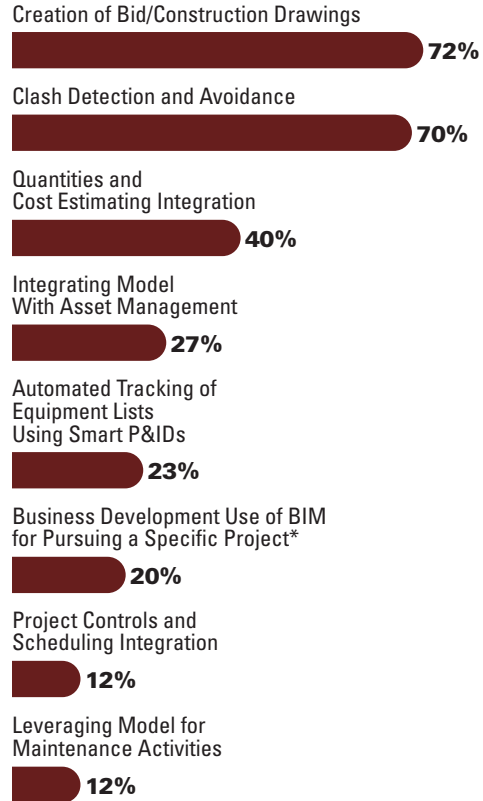 Creation of Bid/Construction Drawings
72%
Clash Detection and Avoidance
70%
Quantities and
Cost Estimating Integration
40%
Integrating Model
With Asset Management
27%
Automated Tracking of
Equipment Lists
Using Smart P&IDs
23%
Business Development Use of BIM
for Pursuing a Specific Project*
20%
Project Controls and
Scheduling Integration
12%
Leveraging Model for
Maintenance Activities
12%